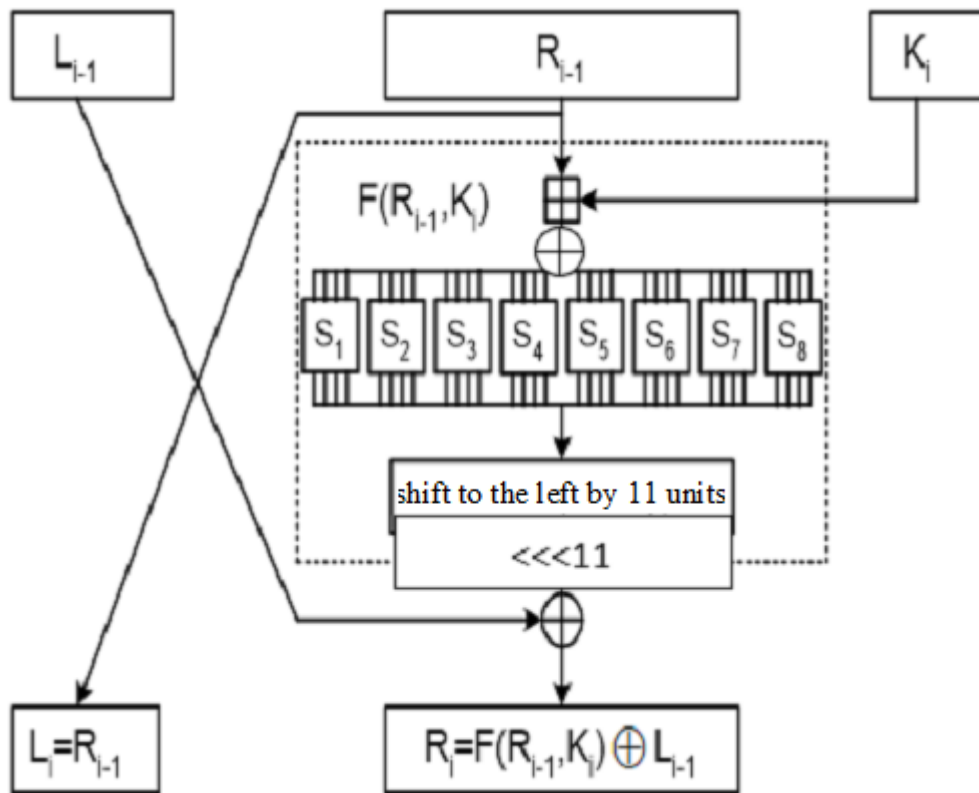 L_{i-1}
R_{i-1}
K_i
F(R_{i-1},K_i)
S_1 S_2 S_3 S_4 S_5 S_6 S_7 S_8
shift to the left by 11 units
<<<11
L_i=R_{i-1}
R_i=F(R_{i-1},K_i)⊕L_{i-1}